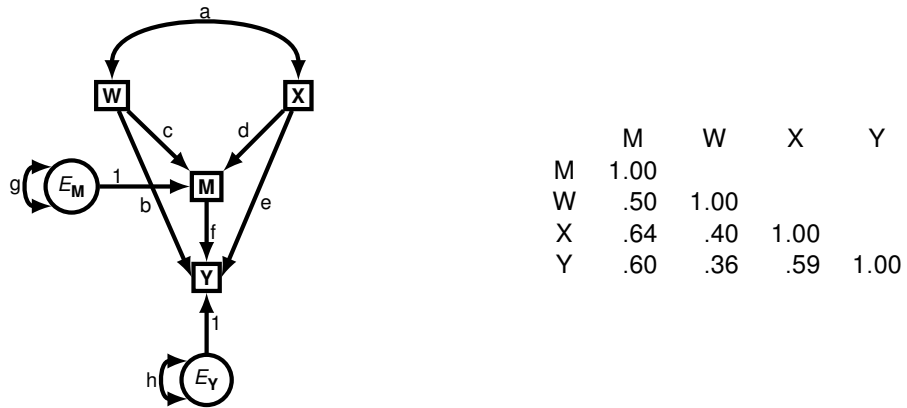 a
W X
c d
E_M 1 M
g
b e
f
Y
1
h E_Y
M W X Y
M 1.00
W .50 1.00
X .64 .40 1.00
Y .60 .36 .59 1.00